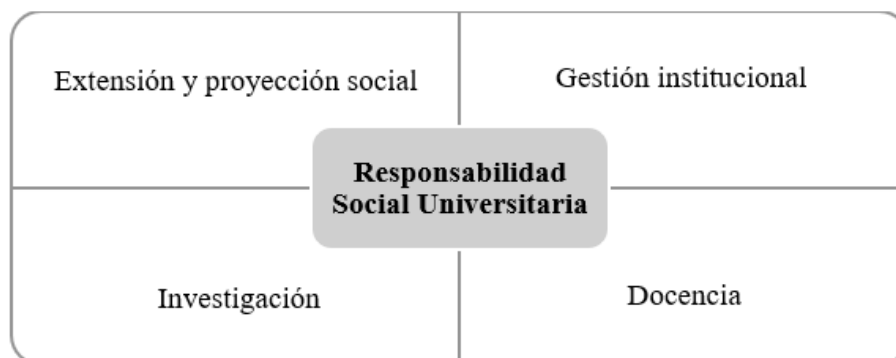 Extensión y proyección social
Gestión institucional
Responsabilidad
Social Universitaria
Investigación
Docencia